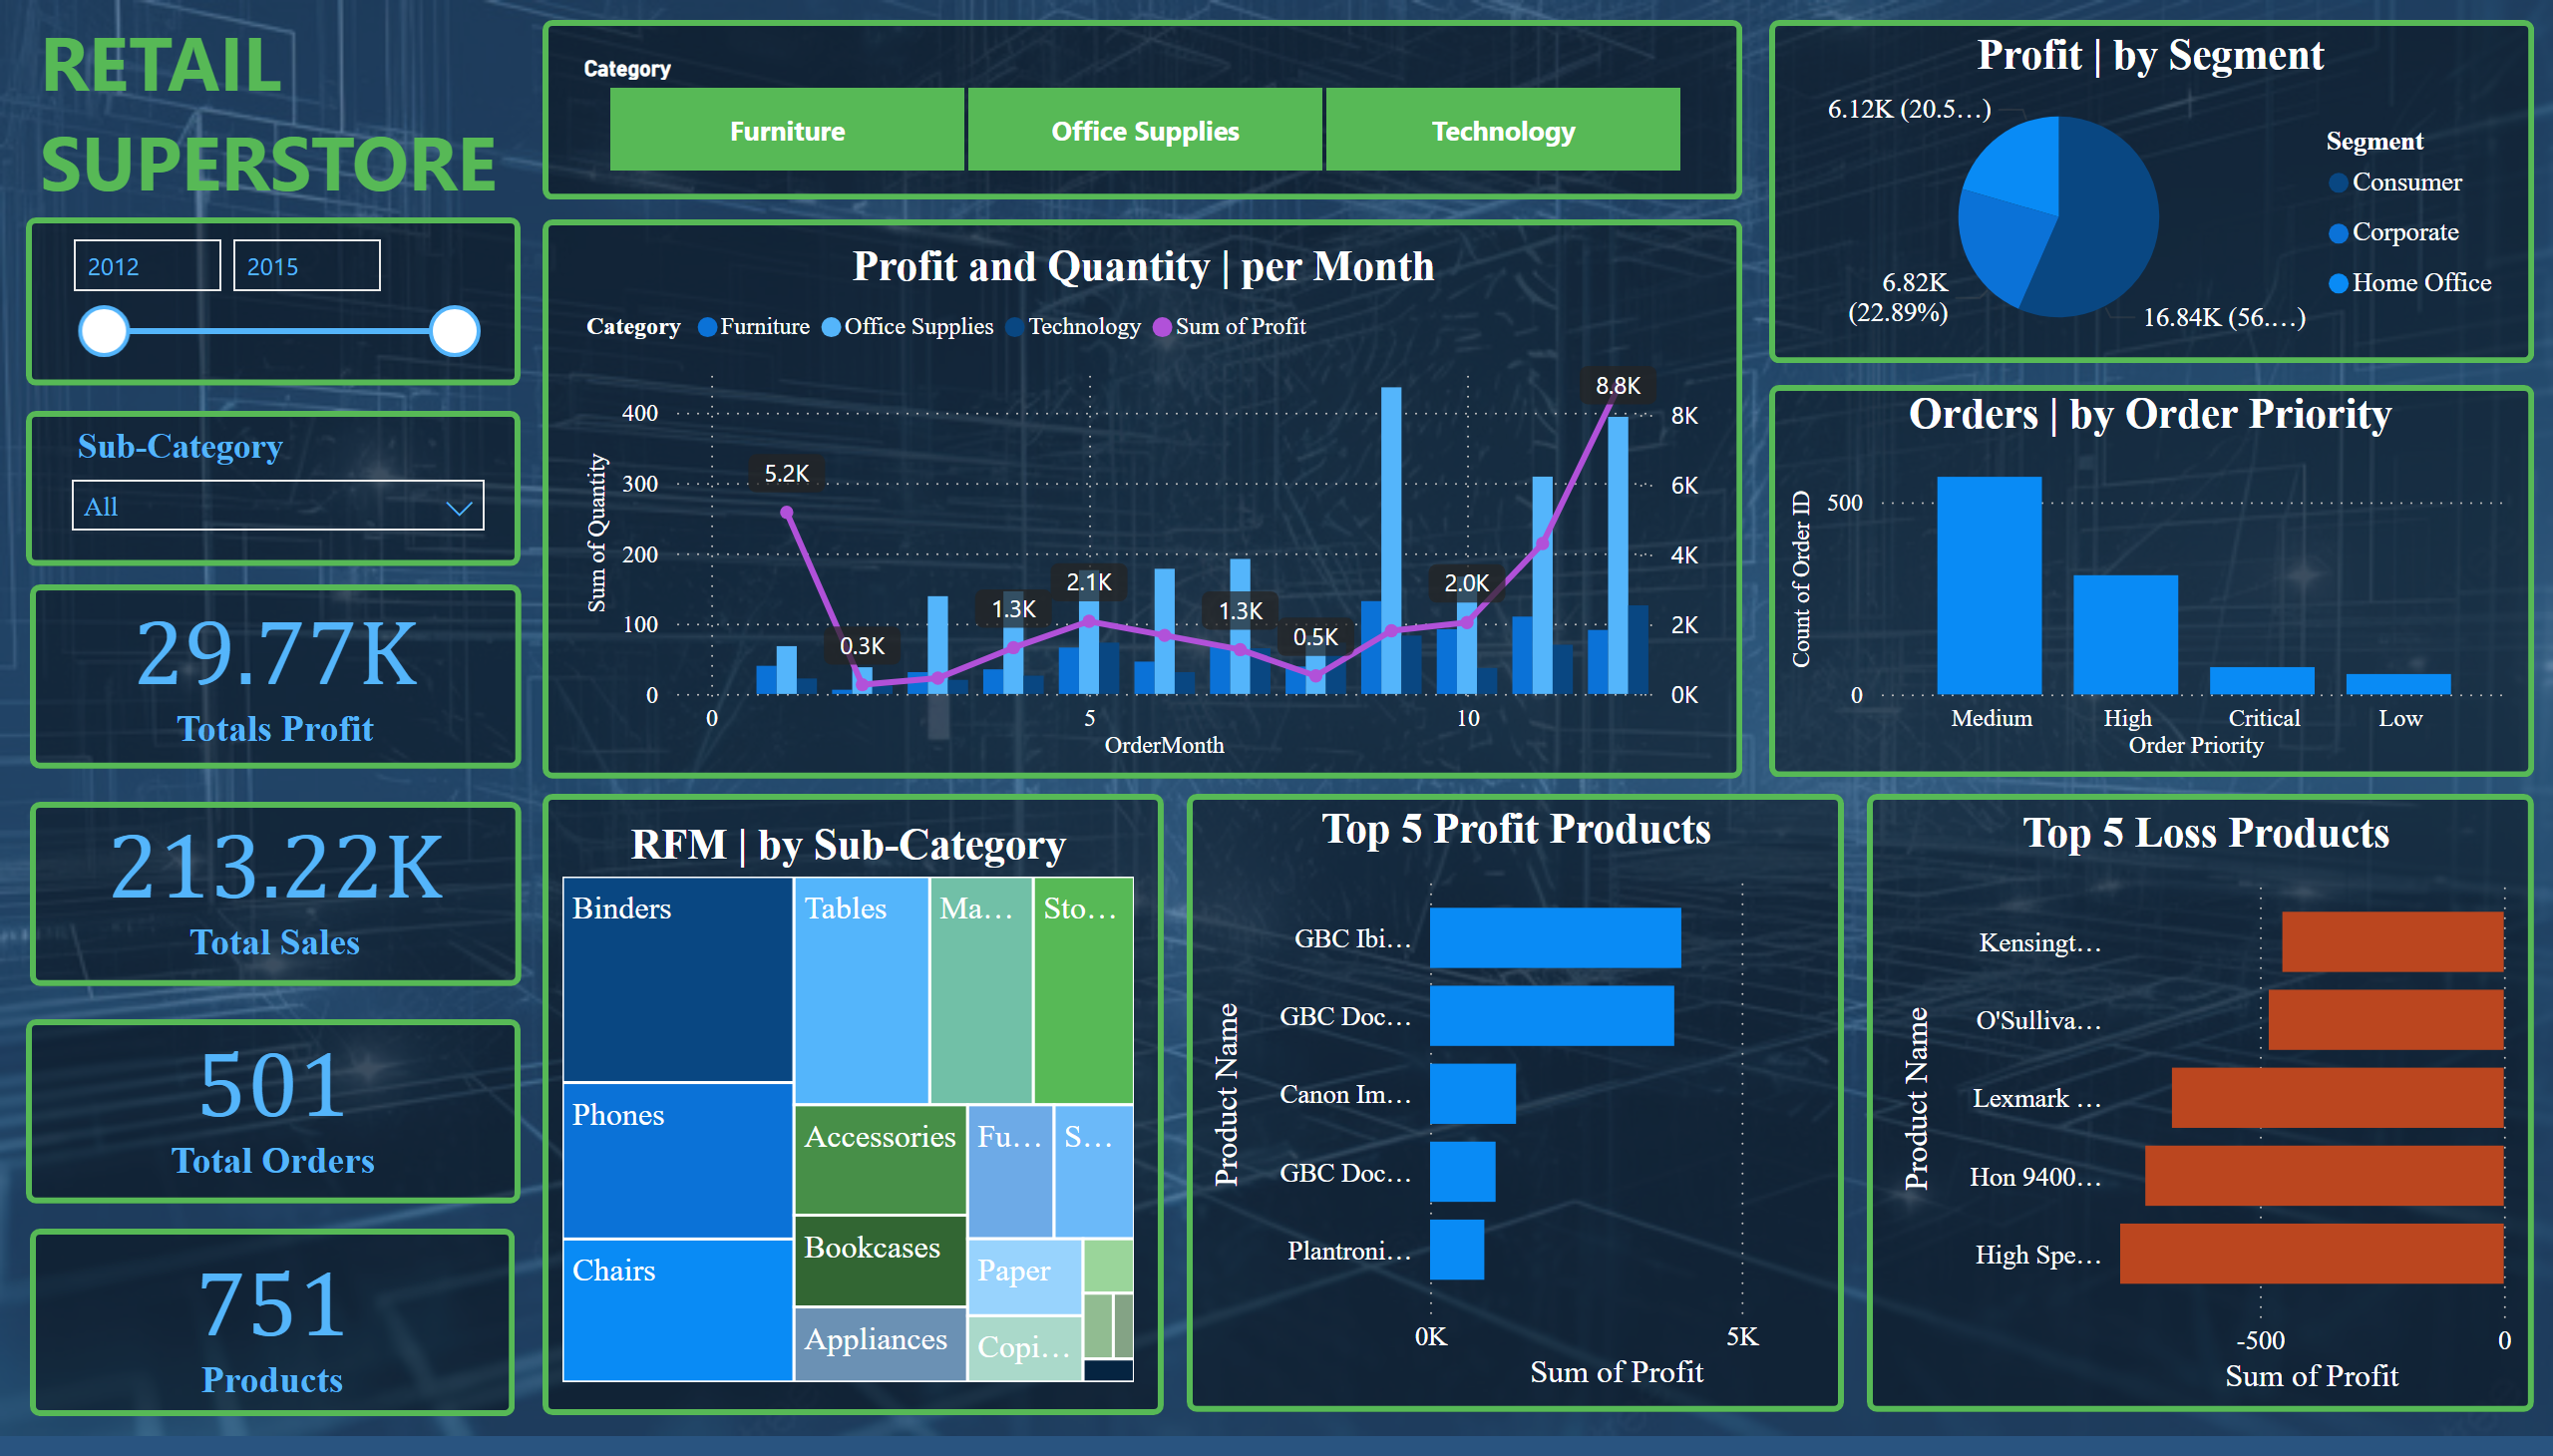 RETAIL
SUPERSTORE
2012
2015
Sub-Category
All
29.77K
Totals Profit
213.22K
Total Sales
501
Total Orders
751
Products
Category
Furniture
Office Supplies
Technology
Profit and Quantity | per Month
Category Furniture Office Supplies Technology Sum of Profit
Sum of Quantity
400
300
200
100
0
5.2K
0.3K
1.3K
2.1K
1.3K
0.5K
2.0K
8.8K
8K
6K
4K
2K
0K
0
5
10
OrderMonth
Profit | by Segment
6.12K (20.5…)
6.82K
(22.89%)
16.84K (56.…)
Segment
Consumer
Corporate
Home Office
Orders | by Order Priority
Count of Order ID
500
0
Medium
High
Critical
Low
Order Priority
RFM | by Sub-Category
Binders
Phones
Chairs
Tables
Ma…
Sto…
Accessories
Fu…
S…
Bookcases
Paper
Appliances
Copi…
Top 5 Profit Products
Product Name
GBC Ibi…
GBC Doc…
Canon Im…
GBC Doc…
Plantroni…
0K
5K
Sum of Profit
Top 5 Loss Products
Product Name
Kensingt…
O'Sulliva…
Lexmark …
Hon 9400…
High Spe…
-500
0
Sum of Profit